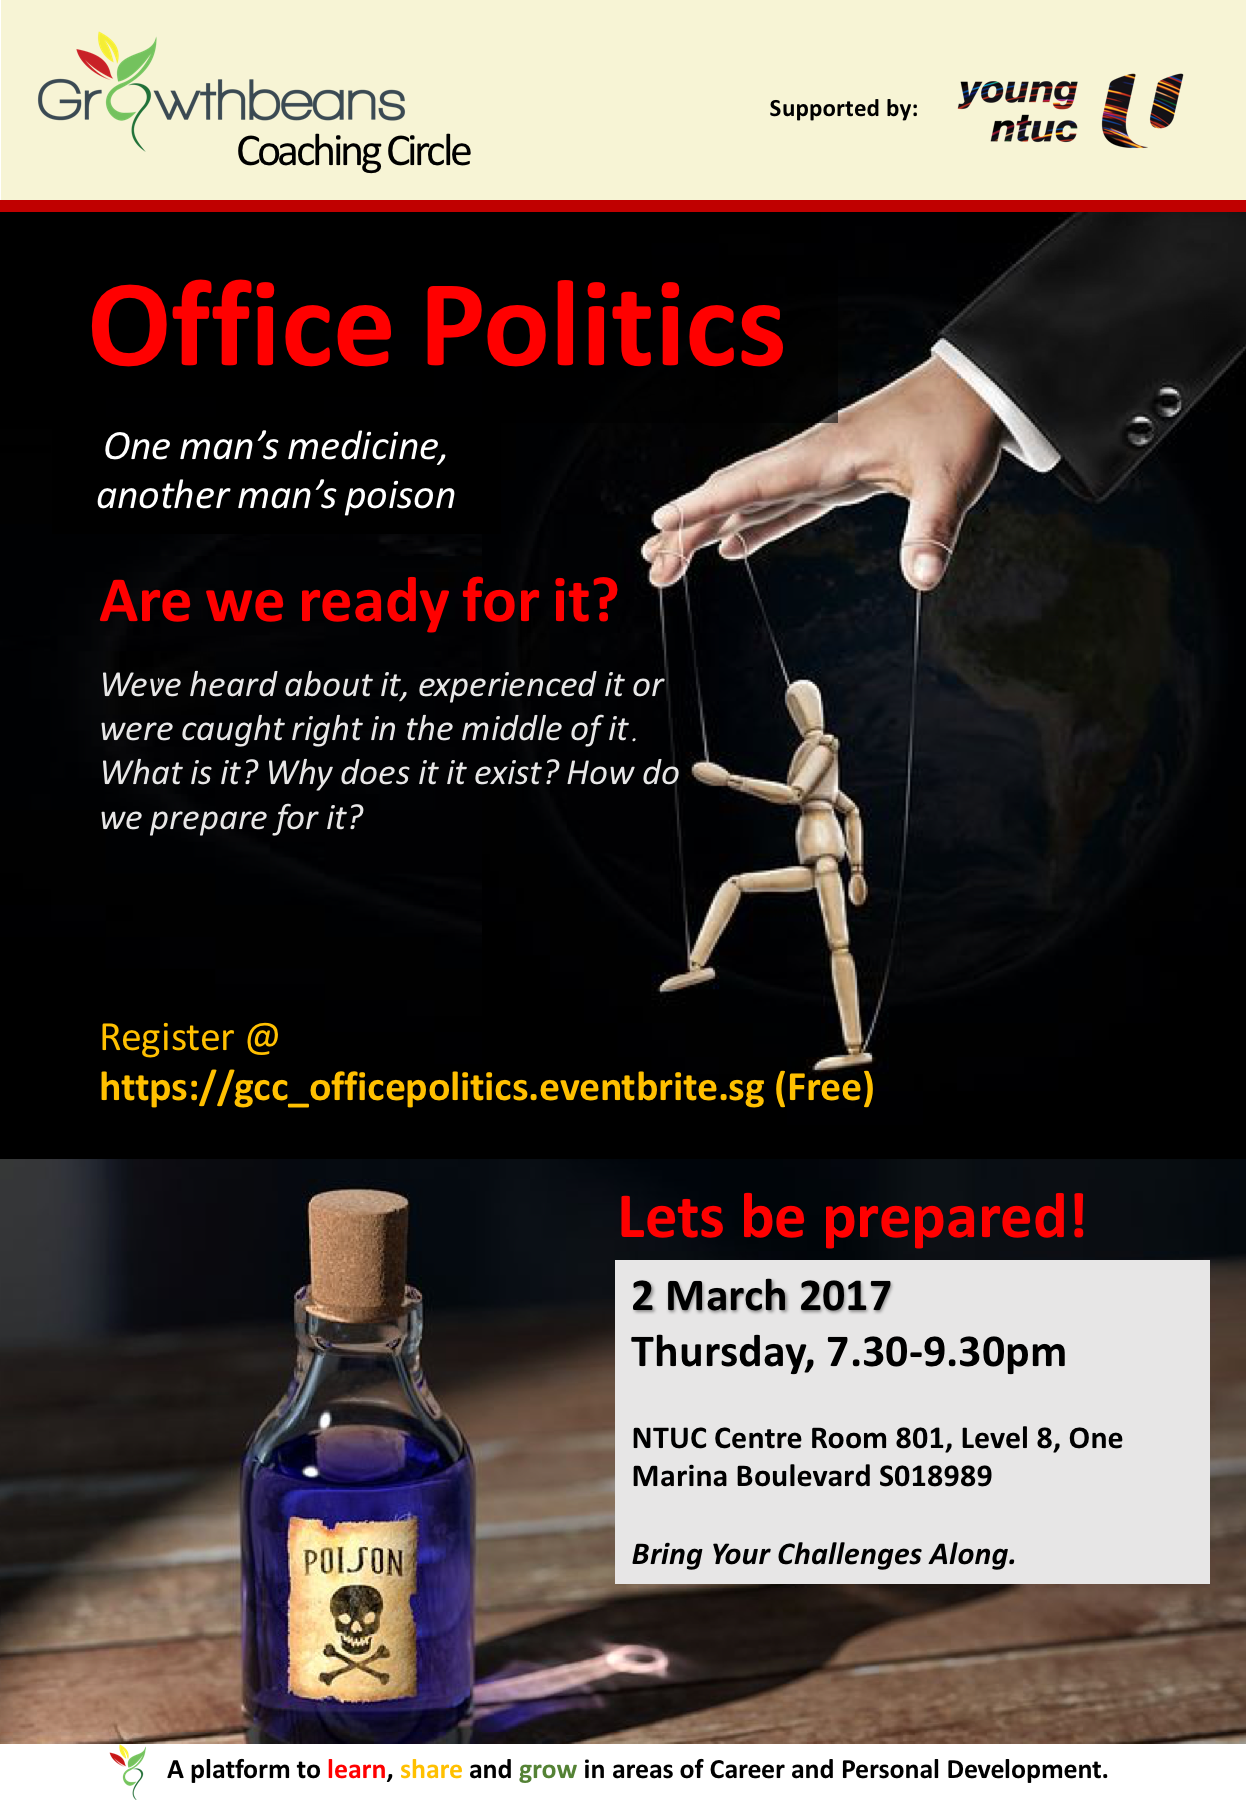 Growthbeans
Coaching Circle
Supported by:
young
ntuc
U
Office Politics
One man's medicine,
another man's poison
Are we ready for it?
Weve heard about it, experienced it or
were caught right in the middle of it.
What is it? Why does it it exist? How do
we prepare for it?
Register @
https://gcc_officepolitics.eventbrite.sg (Free)
Lets be prepared!
2 March 2017
Thursday, 7.30-9.30pm
NTUC Centre Room 801, Level 8, One
Marina Boulevard S018989
Bring Your Challenges Along.
POISON
A platform to learn, share and grow in areas of Career and Personal Development.